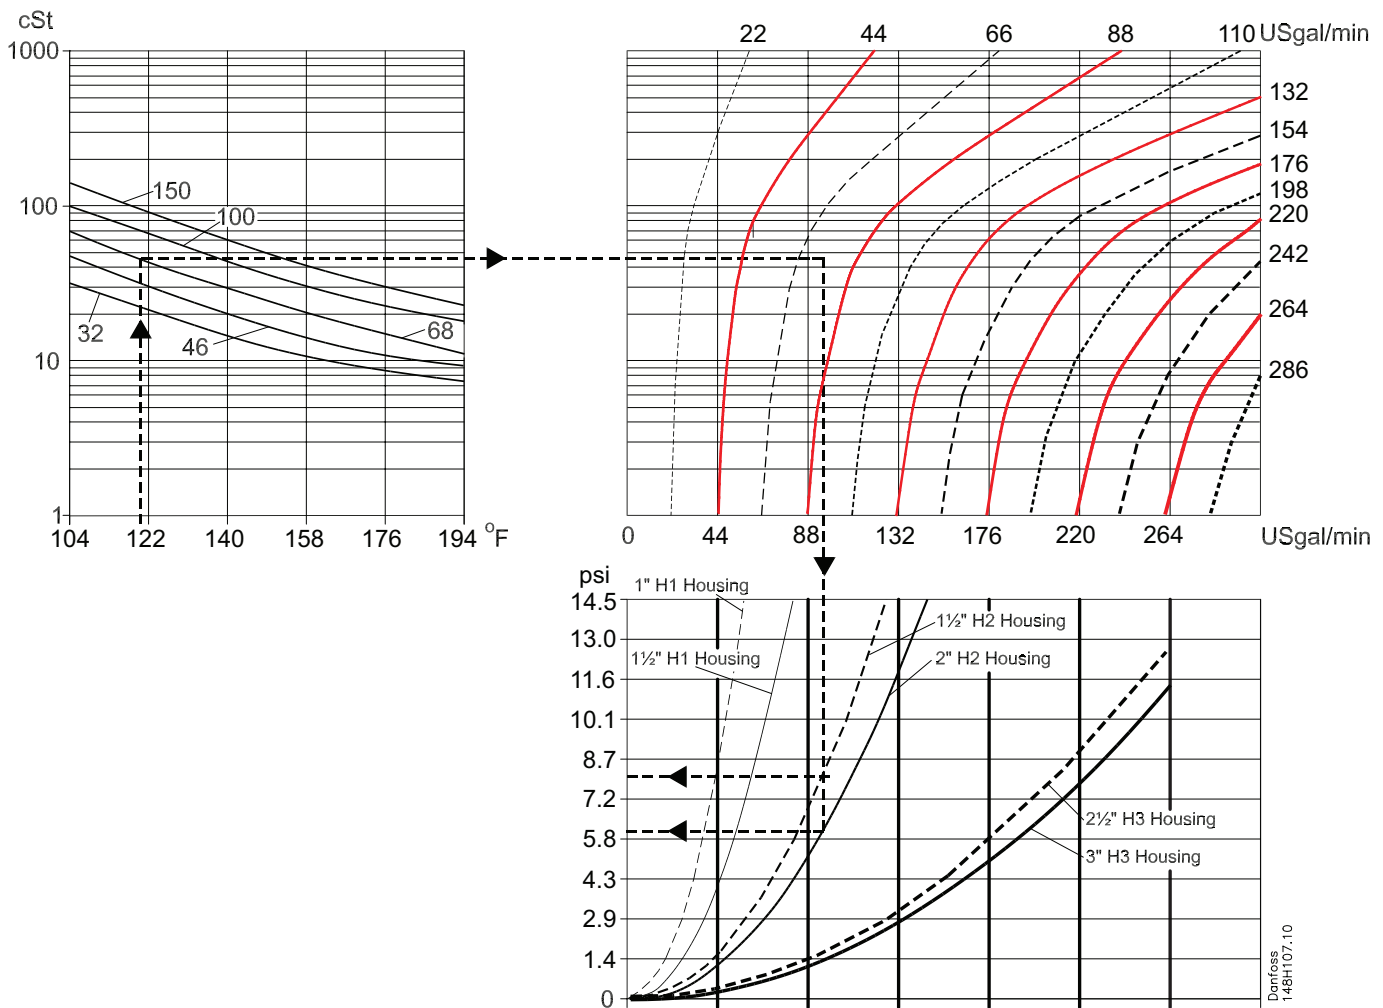 cSt
1000
100
10
1
150
100
32
46
68
104 122 140 158 176 194 °F
22 44 66 88 110 USgal/min
132
154
176
198
220
242
264
286
0 44 88 132 176 220 264 USgal/min
psi
14.5
13.0
11.6
10.1
8.7
7.2
5.8
4.3
2.9
1.4
0
1" H1 Housing
1½" H1 Housing
1½" H2 Housing
2" H2 Housing
2½" H3 Housing
3" H3 Housing
Danfoss
148H107.10